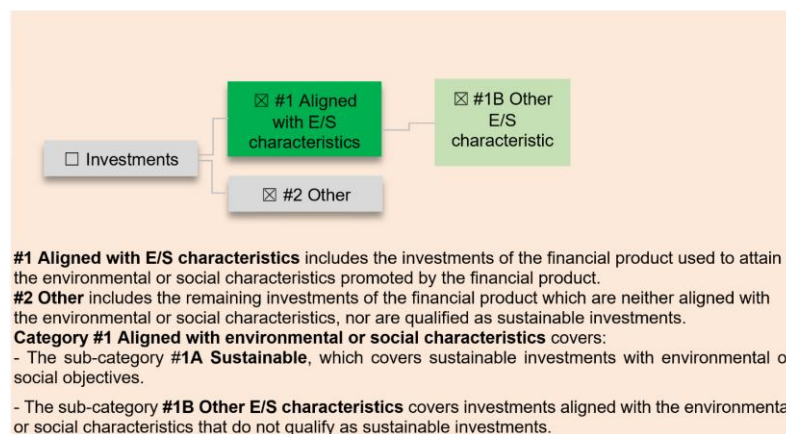 ☒ #1 Aligned
with E/S
characteristics
☒ #1B Other
E/S
characteristic
☐ Investments
☒ #2 Other
#1 Aligned with E/S characteristics includes the investments of the financial product used to attain
the environmental or social characteristics promoted by the financial product.
#2 Other includes the remaining investments of the financial product which are neither aligned with
the environmental or social characteristics, nor are qualified as sustainable investments.
Category #1 Aligned with environmental or social characteristics covers:
- The sub-category #1A Sustainable, which covers sustainable investments with environmental o
social objectives.
- The sub-category #1B Other E/S characteristics covers investments aligned with the environmenta
or social characteristics that do not qualify as sustainable investments.